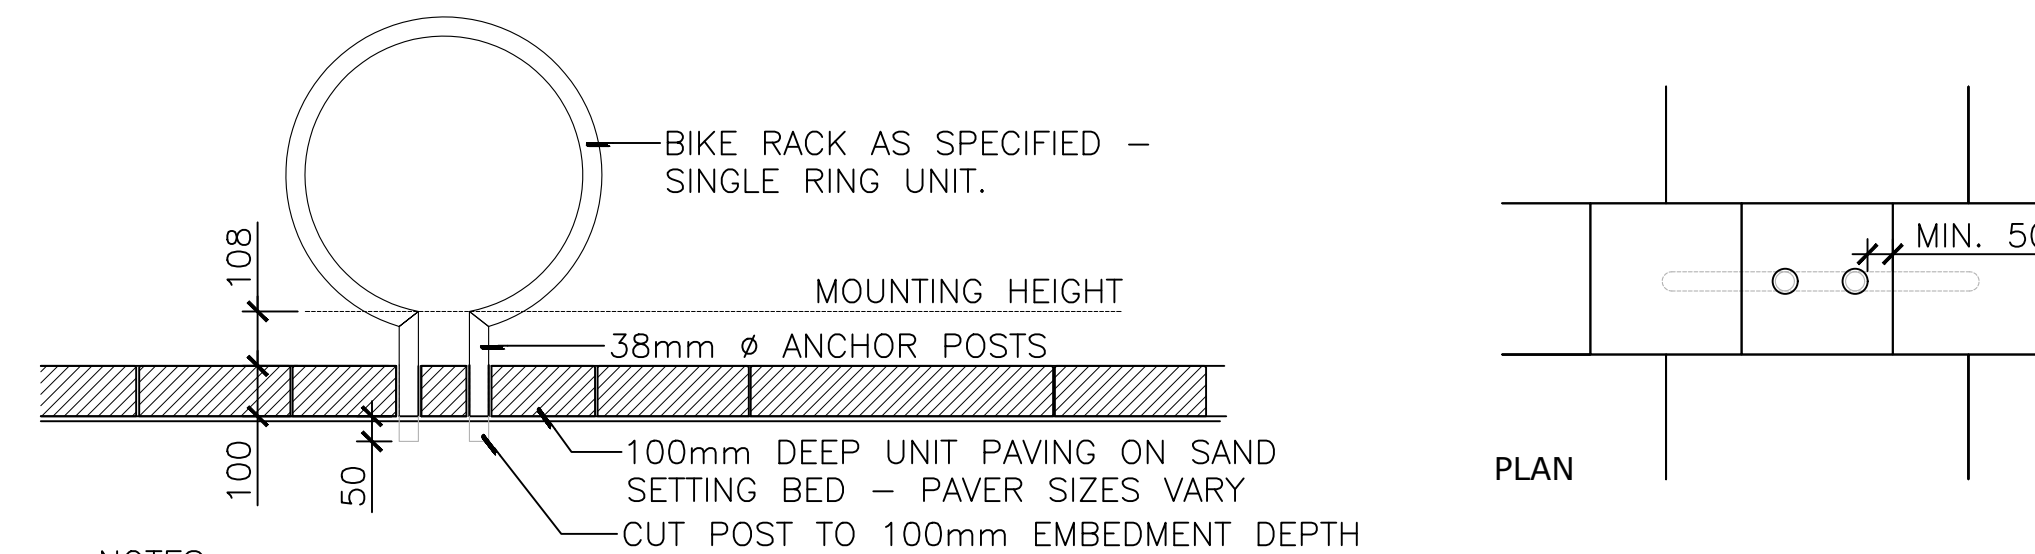 BIKE RACK AS SPECIFIED –
SINGLE RING UNIT.
108
MOUNTING HEIGHT
38mm ø ANCHOR POSTS
100
50
100mm DEEP UNIT PAVING ON SAND
SETTING BED – PAVER SIZES VARY
CUT POST TO 100mm EMBEDMENT DEPTH
MIN.
PLAN